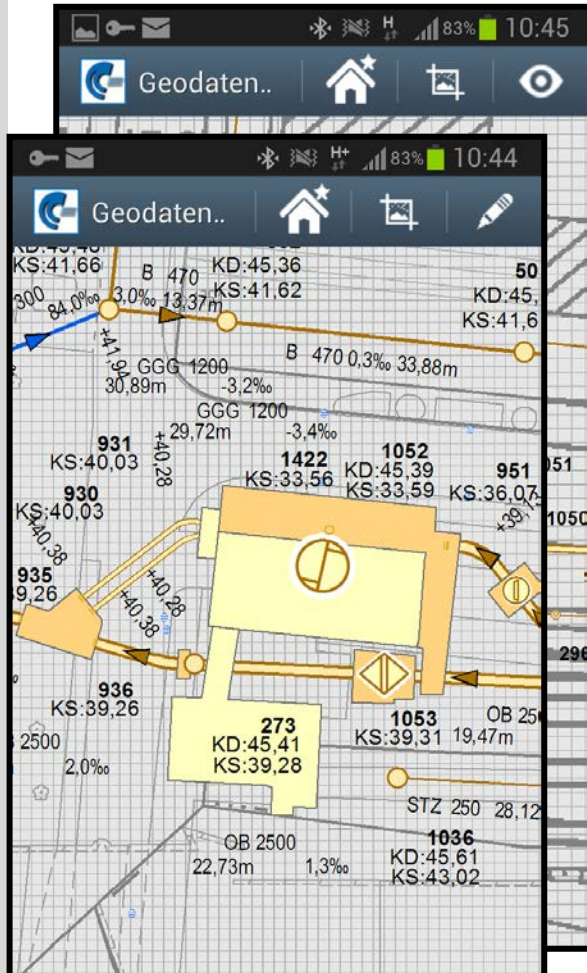 83% 10:45
Geodaten..
H+ 83% 10:44
Geodaten..
KS:41,66
B 470
KD:45,36
KS:41,62
50
KD:45,
KS:41,6
300
84,0‰
3,0‰ 13,37m
+41,94
B 470 0,3‰ 33,88m
GGG 1200
30,89m -3,2‰
GGG 1200
29,72m -3,4‰
931
KS:40,03
+40,28
1422
KS:33,56
1052
KD:45,39
KS:33,59
951
KS:36,07
051
930
KS:40,03
+40,38
1050
935
39,26
+40,28
+40,38
296
936
KS:39,26
273
KD:45,41
KS:39,28
1053
KS:39,31
19,47m
OB 25
2500
2,0‰
STZ 250 28,12
OB 2500
22,73m 1,3‰
1036
KD:45,61
KS:43,02